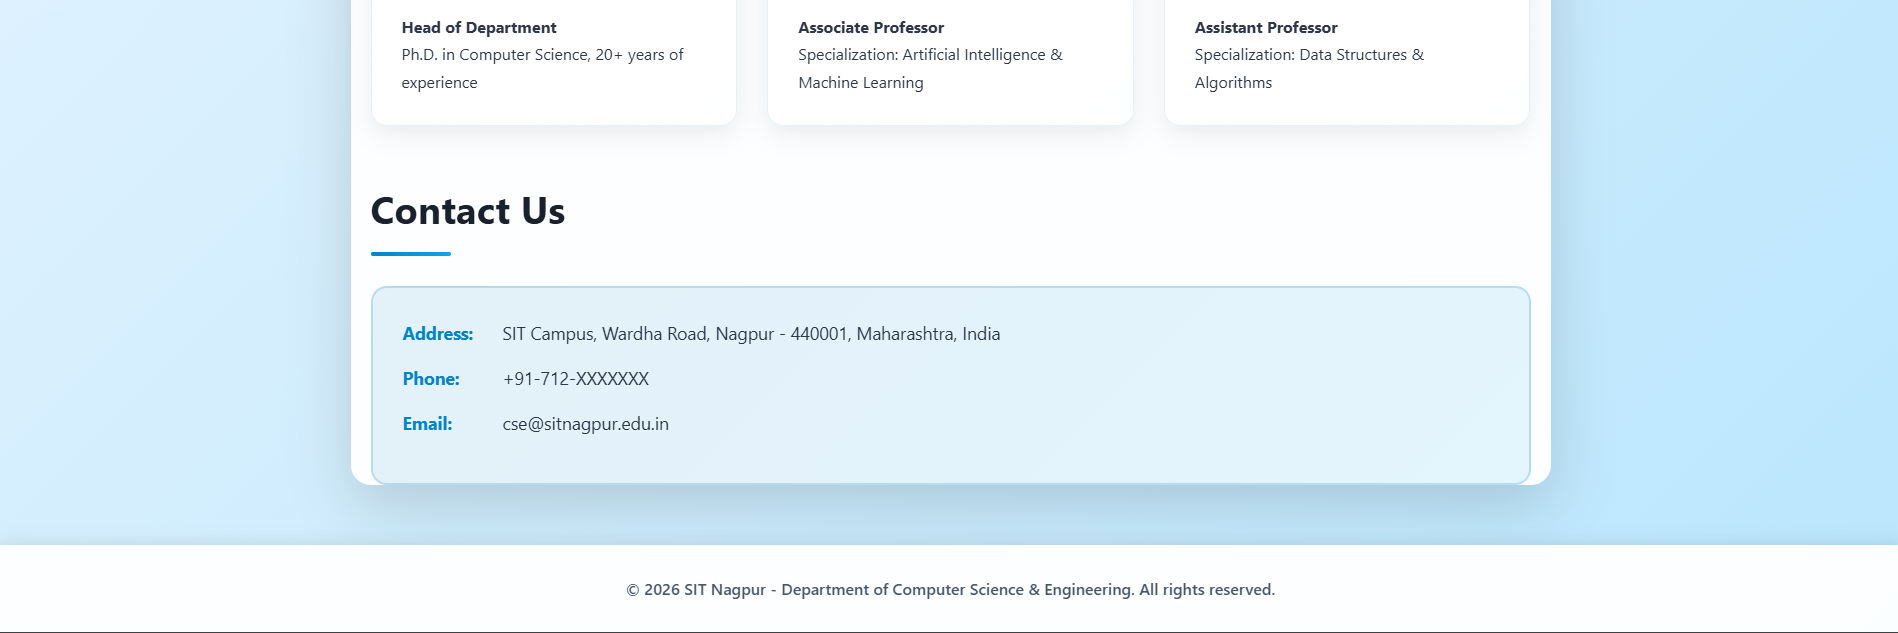 Head of Department
Ph.D. in Computer Science, 20+ years of
experience
Associate Professor
Specialization: Artificial Intelligence &
Machine Learning
Assistant Professor
Specialization: Data Structures &
Algorithms
Contact Us
Address: SIT Campus, Wardha Road, Nagpur - 440001, Maharashtra, India
Phone: +91-712-XXXXXXX
Email: cse@sitnagpur.edu.in
© 2026 SIT Nagpur - Department of Computer Science & Engineering. All rights reserved.